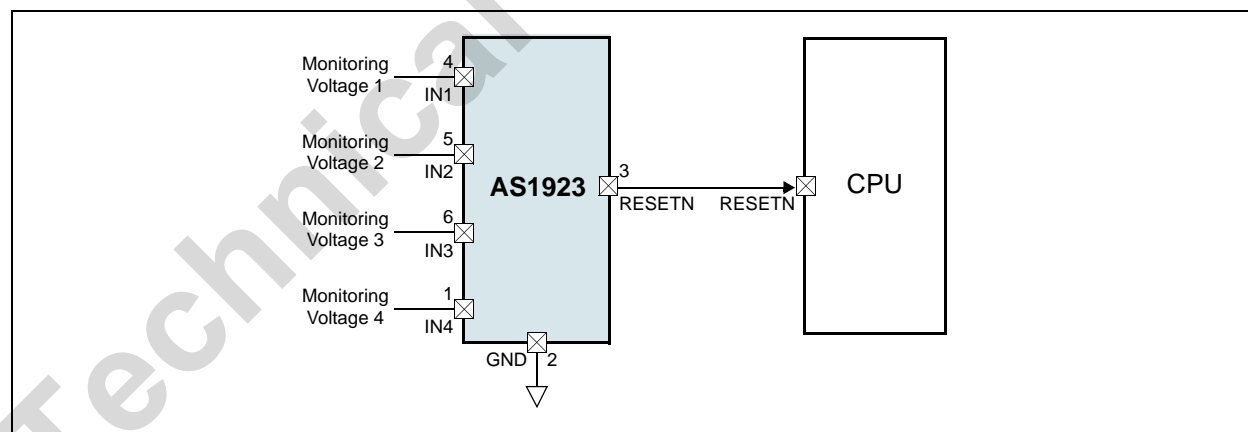 Technical
Monitoring
Voltage 1
4
IN1
Monitoring
Voltage 2
5
IN2
Monitoring
Voltage 3
6
IN3
Monitoring
Voltage 4
1
IN4
AS1923
3
RESETN
RESETN
CPU
GND
2